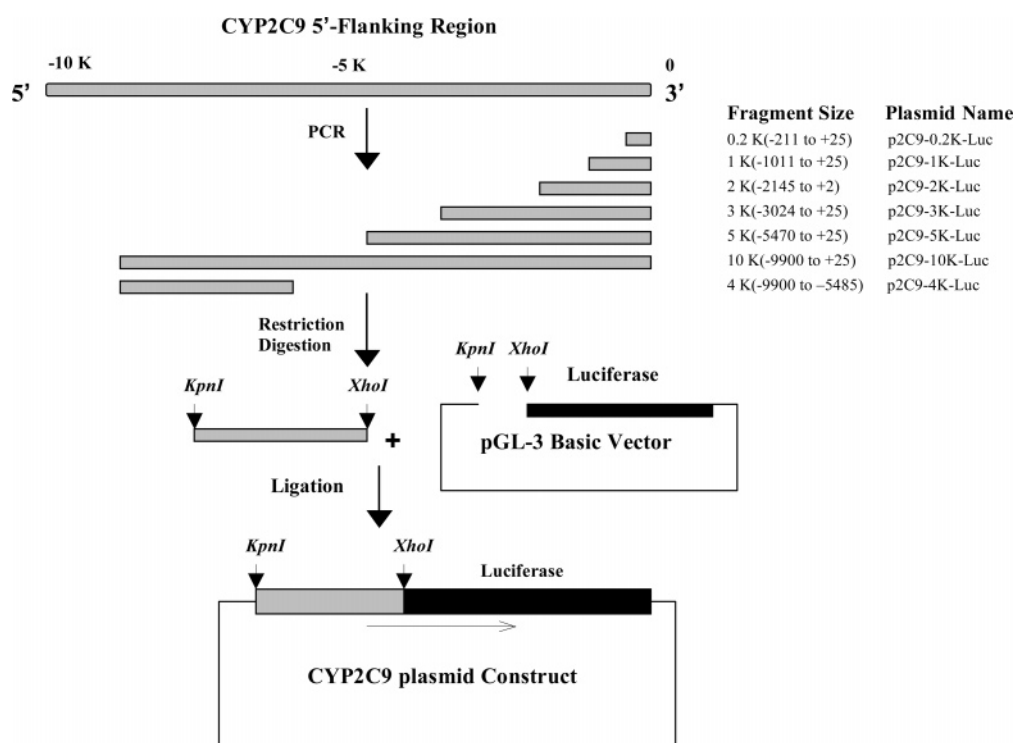 CYP2C9 5’-Flanking Region
-10 K -5 K 0
5’ 3’
PCR
Fragment Size Plasmid Name
0.2 K(-211 to +25) p2C9-0.2K-Luc
1 K(-1011 to +25) p2C9-1K-Luc
2 K(-2145 to +2) p2C9-2K-Luc
3 K(-3024 to +25) p2C9-3K-Luc
5 K(-5470 to +25) p2C9-5K-Luc
10 K(-9900 to +25) p2C9-10K-Luc
4 K(-9900 to –5485) p2C9-4K-Luc
Restriction
Digestion
KpnI XhoI
Luciferase
KpnI XhoI
+
pGL-3 Basic Vector
Ligation
KpnI XhoI
Luciferase
CYP2C9 plasmid Construct